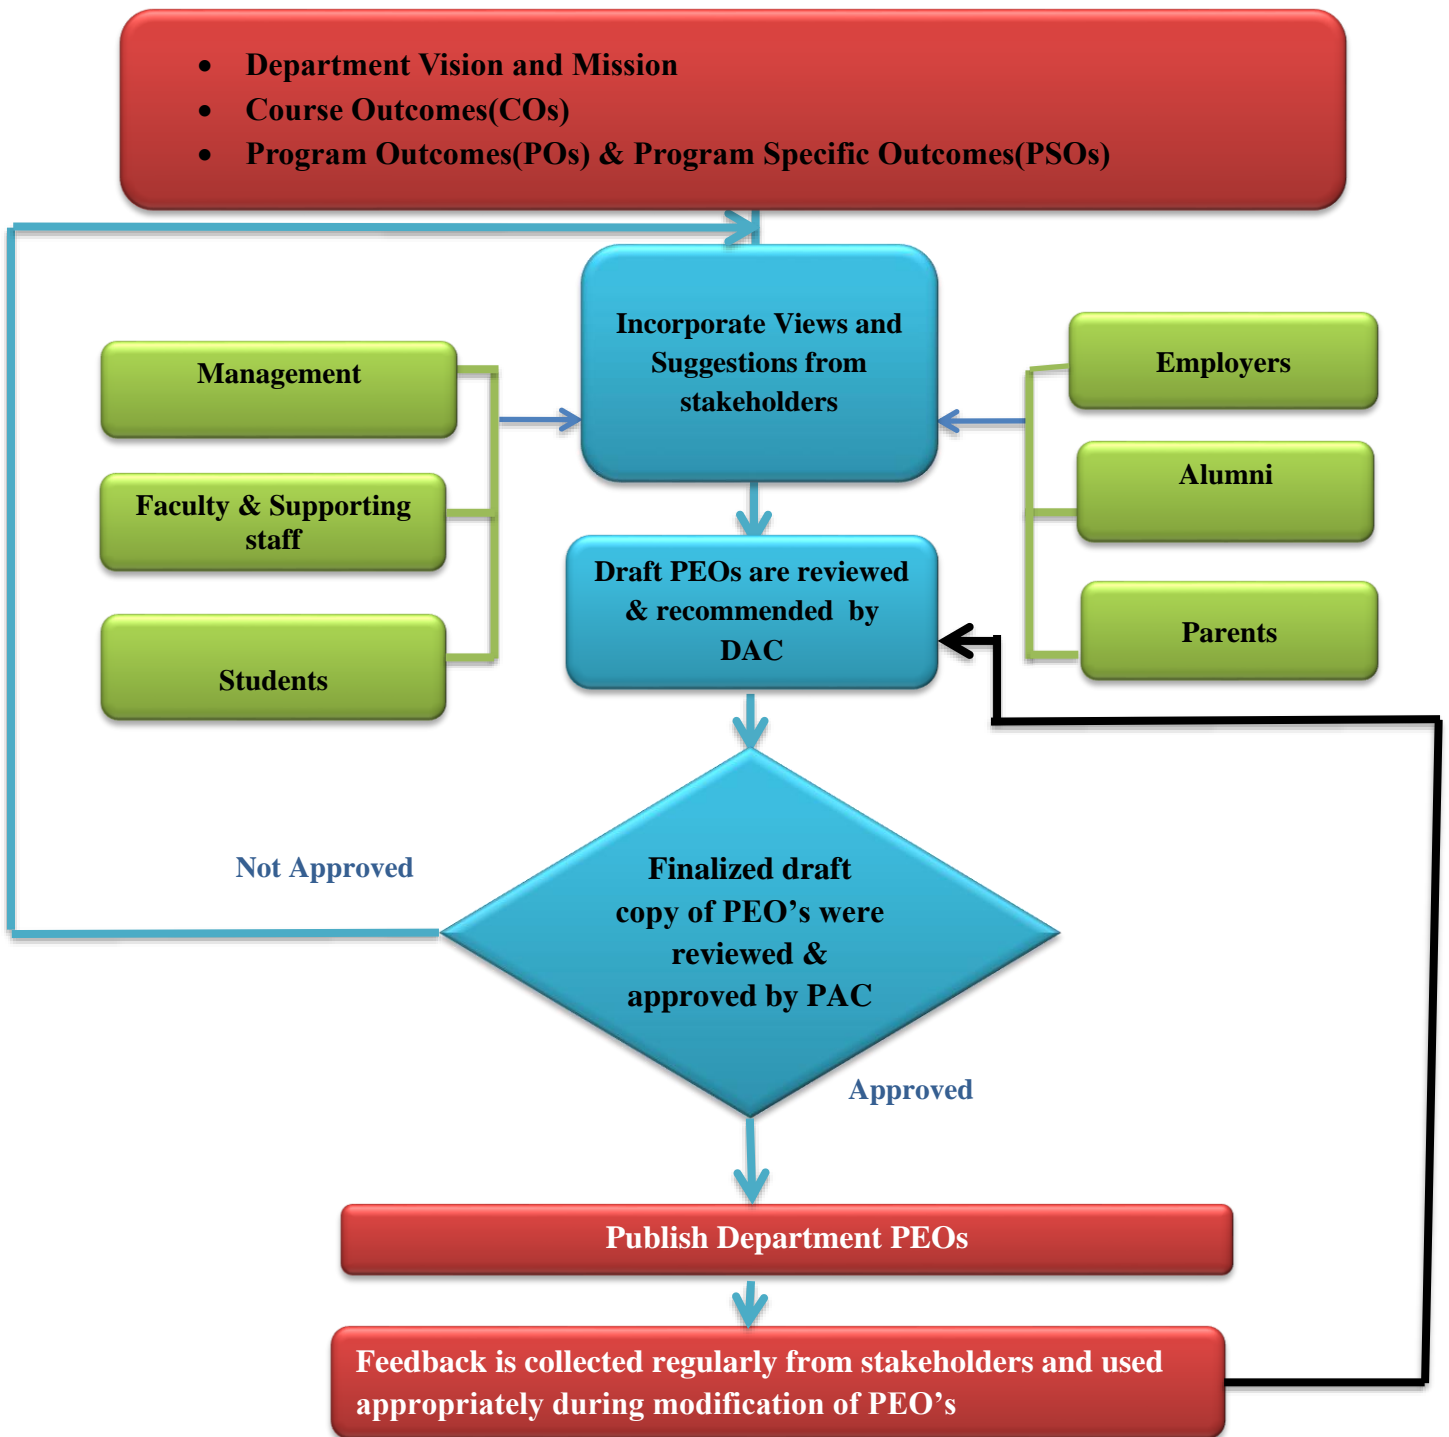 • Department Vision and Mission
• Course Outcomes(COs)
• Program Outcomes(POs) & Program Specific Outcomes(PSOs)
Incorporate Views and
Suggestions from
stakeholders
Management
Faculty & Supporting
staff
Students
Employers
Alumni
Parents
Draft PEOs are reviewed
& recommended by
DAC
Not Approved
Finalized draft
copy of PEO’s were
reviewed &
approved by PAC
Approved
Publish Department PEOs
Feedback is collected regularly from stakeholders and used
appropriately during modification of PEO’s